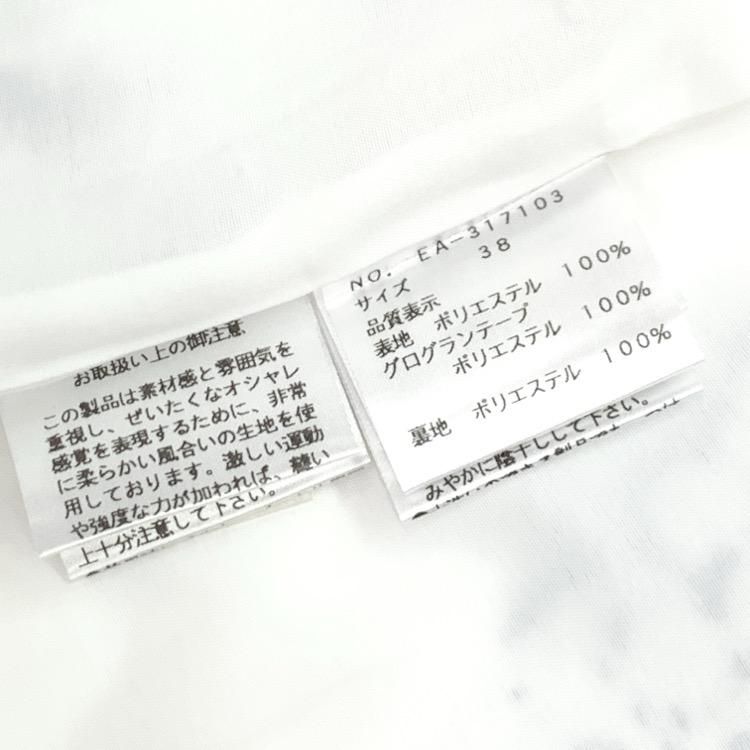 お取扱い上の御注意
この製品は素材感と雰囲気を
重視し、ぜいたくなオシャレ
感覚を表現するために、非常
に柔らかい風合いの生地を使
用しております。激しい運動
や強度な力が加われば、縫い
上十分注意して下さい。
NO. EA-317103
サイズ 38
品質表示
表地 ポリエステル 100%
グログランテープ
ポリエステル 100%
裏地 ポリエステル 100%
みやかに陰干しして下さい。